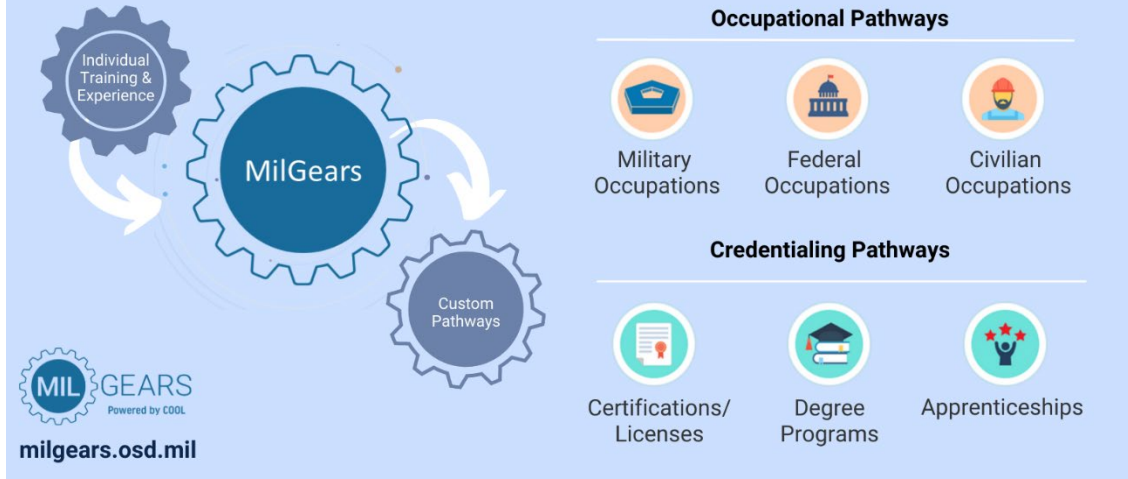 Individual
Training &
Experience
MilGears
Custom
Pathways
MIL GEARS
Powered by COOL
milgears.osd.mil
Occupational Pathways
Military
Occupations
Federal
Occupations
Civilian
Occupations
Credentialing Pathways
Certifications/
Licenses
Degree
Programs
Apprenticeships